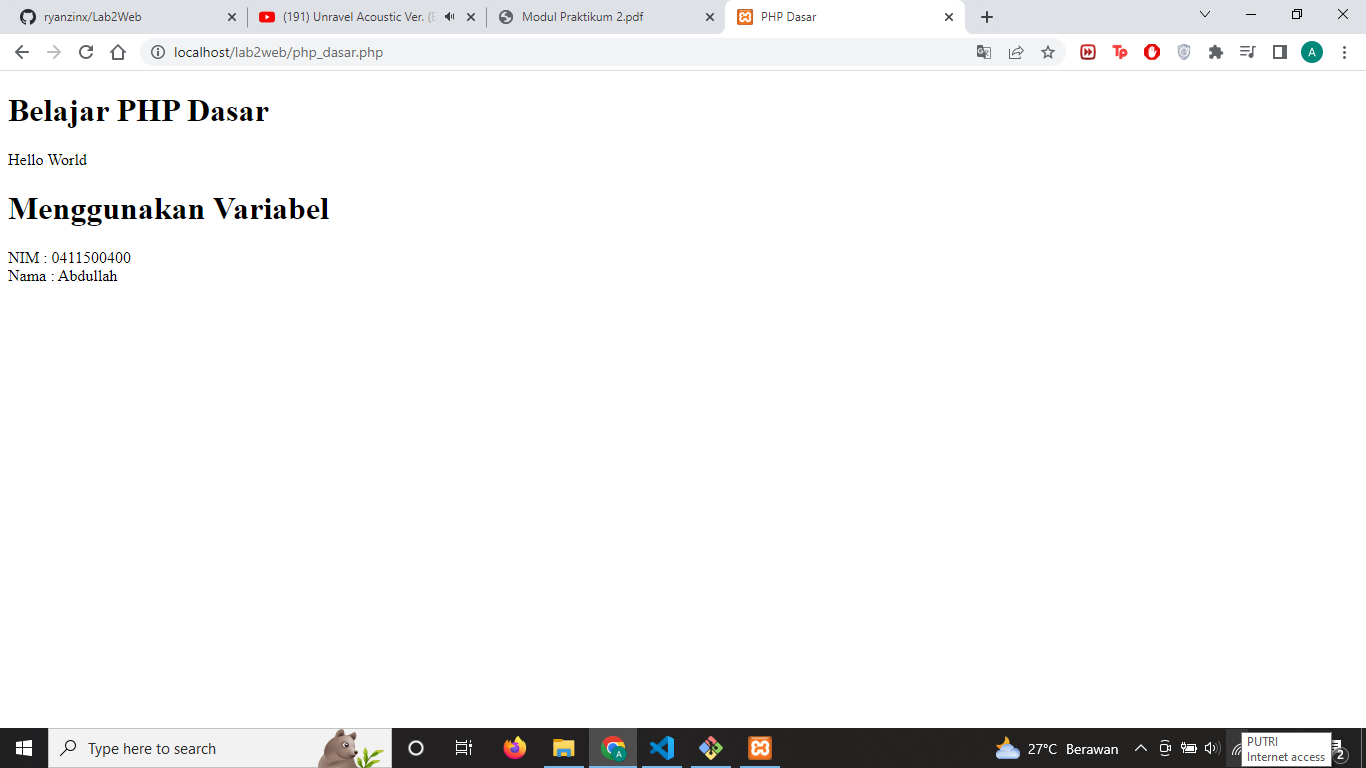 ryanzinx/Lab2Web
(191) Unravel Acoustic Ver. (
Modul Praktikum 2.pdf
PHP Dasar
localhost/lab2web/php_dasar.php
Tp
A
Belajar PHP Dasar
Hello World
Menggunakan Variabel
NIM : 0411500400
Nama : Abdullah
Type here to search
A
27°C Berawan
PUTRI
Internet access
2